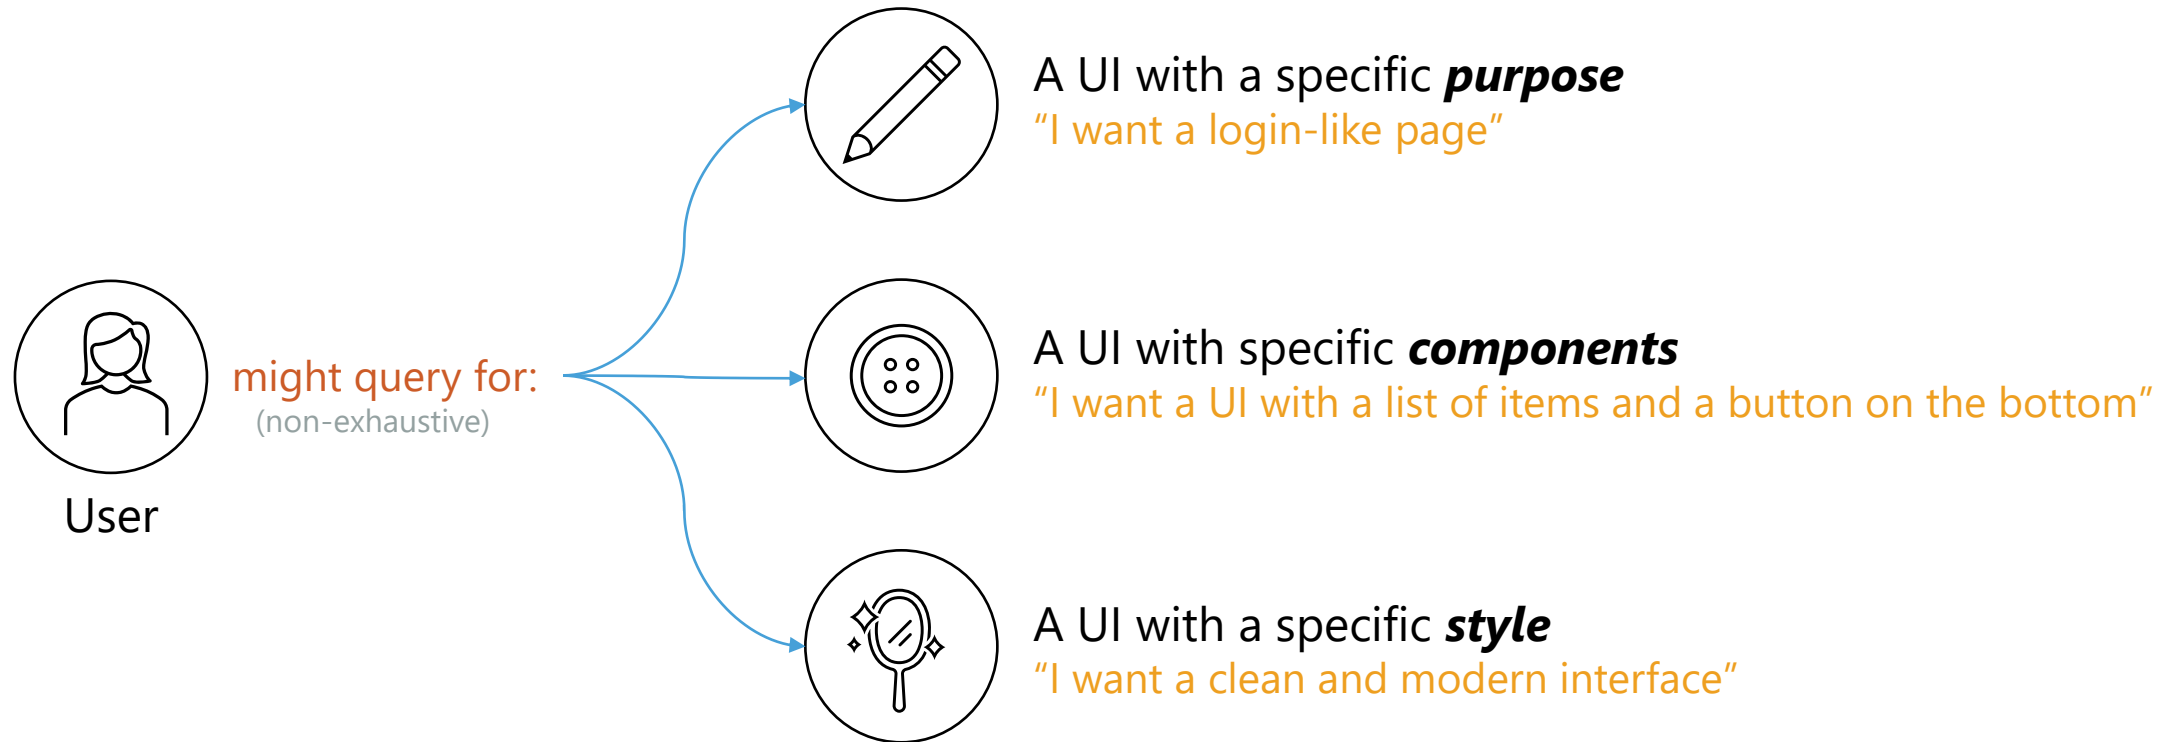 A UI with a specific purpose
“I want a login-like page”
might query for:
(non-exhaustive)
User
A UI with specific components
“I want a UI with a list of items and a button on the bottom”
A UI with a specific style
“I want a clean and modern interface”